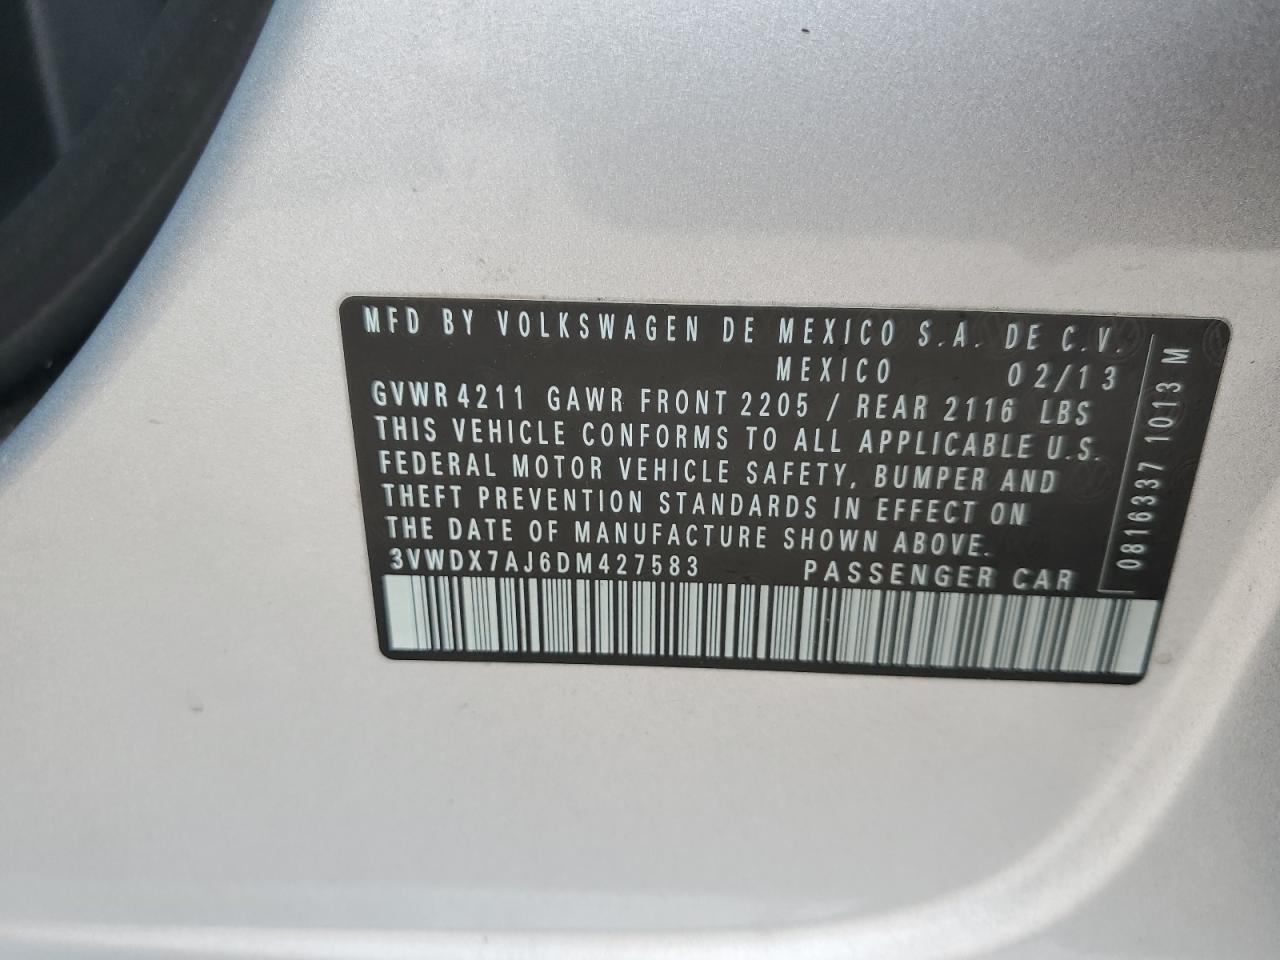 MFD BY VOLKSWAGEN DE MEXICO S.A. DE C.V.
MEXICO 02/13
GVWR 4211 GAWR FRONT 2205 / REAR 2116 LBS
THIS VEHICLE CONFORMS TO ALL APPLICABLE U.S.
FEDERAL MOTOR VEHICLE SAFETY, BUMPER AND
THEFT PREVENTION STANDARDS IN EFFECT ON
THE DATE OF MANUFACTURE SHOWN ABOVE.
3VWDX7AJ6DM427583 PASSENGER CAR
0816337 1013 M